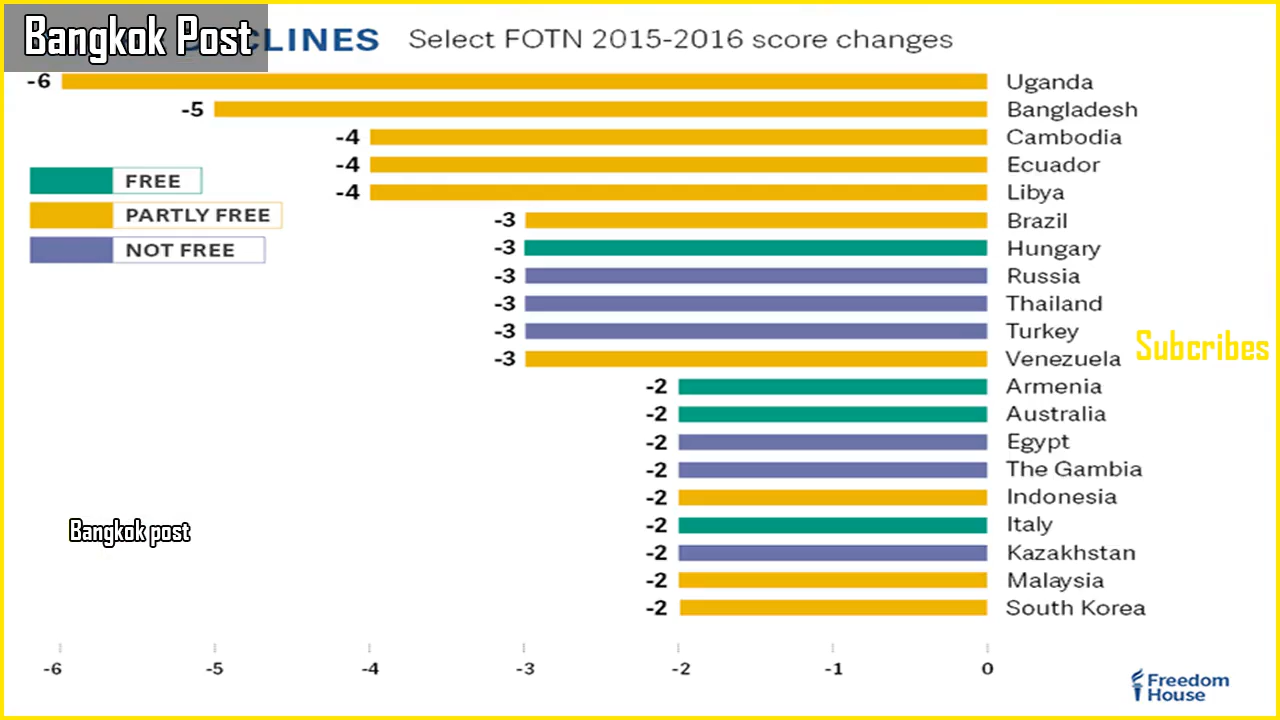 Bangkok Post
CLINES Select FOTN 2015-2016 score changes
-6 Uganda
-5 Bangladesh
-4 Cambodia
-4 Ecuador
-4 Libya
-3 Brazil
-3 Hungary
-3 Russia
-3 Thailand
-3 Turkey
-3 Venezuela
-2 Armenia
-2 Australia
-2 Egypt
-2 The Gambia
-2 Indonesia
-2 Italy
-2 Kazakhstan
-2 Malaysia
-2 South Korea
FREE
PARTLY FREE
NOT FREE
Subcribes
Bangkok post
-6 -5 -4 -3 -2 -1 0
Freedom
House